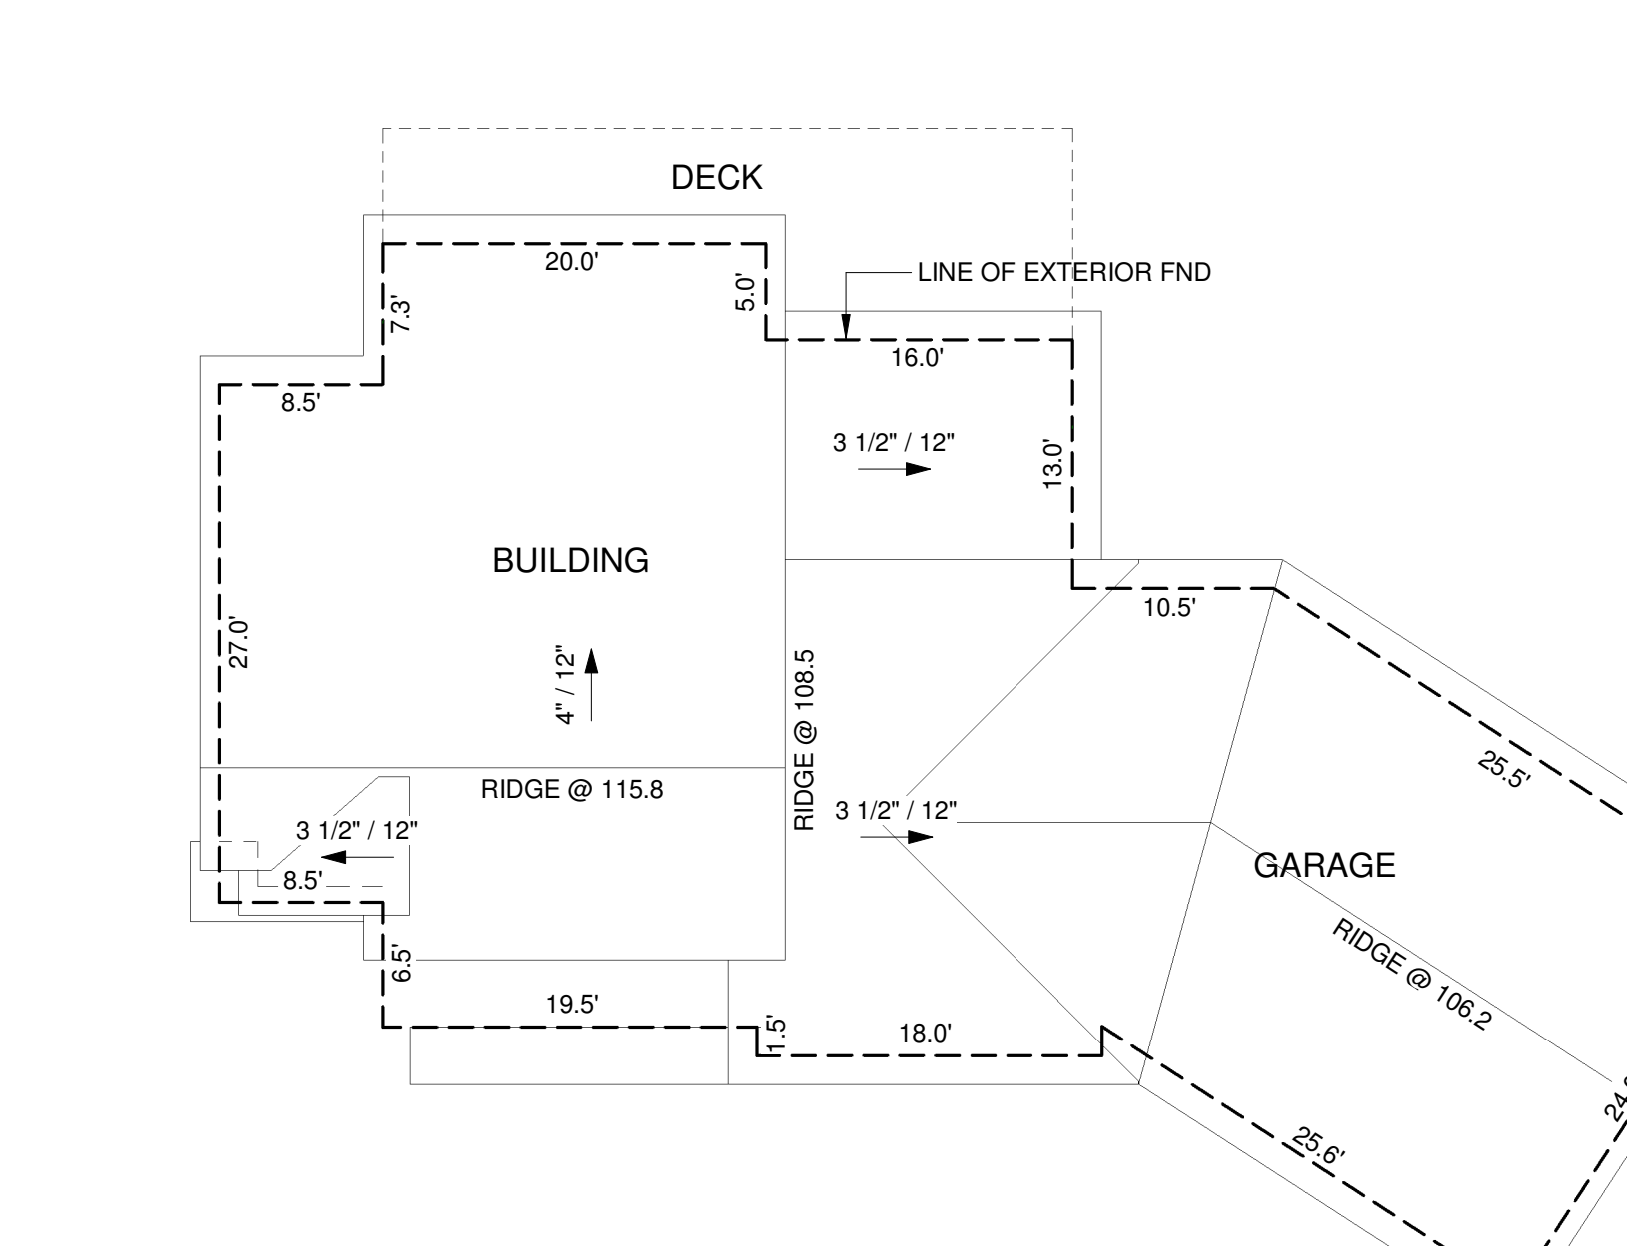 DECK
20.0'
7.3'
5.0'
LINE OF EXTERIOR FND
16.0'
8.5'
3 1/2" / 12"
13.0'
BUILDING
10.5'
27.0'
4" / 12"
RIDGE @ 108.5
25.5'
RIDGE @ 115.8
3 1/2" / 12"
3 1/2" / 12"
GARAGE
8.5'
RIDGE @ 106.2
6.5'
19.5'
1.5'
18.0'
25.6'